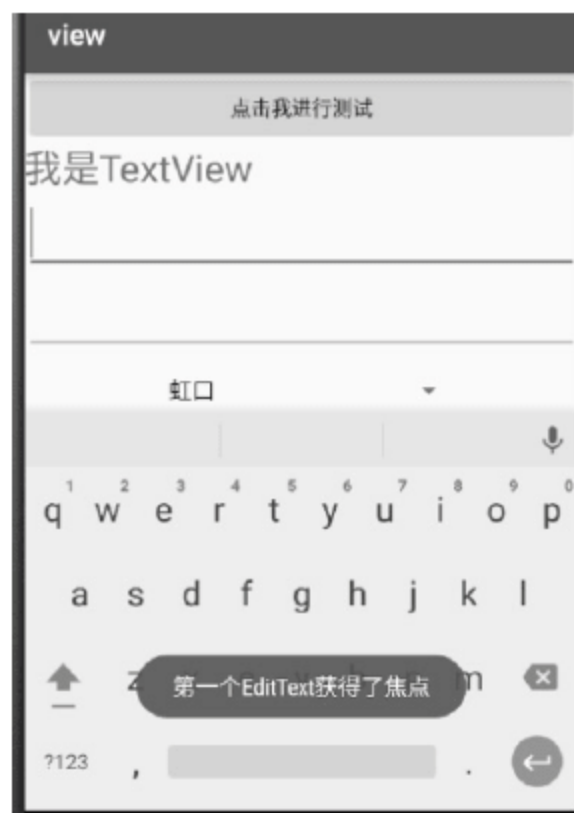 view
点击我进行测试
我是TextView
虹口
1 2 3 4 5 6 7 8 9 0
q w e r t y u i o p
a s d f g h j k l
z m
第一个EditText获得了焦点
?123 , .